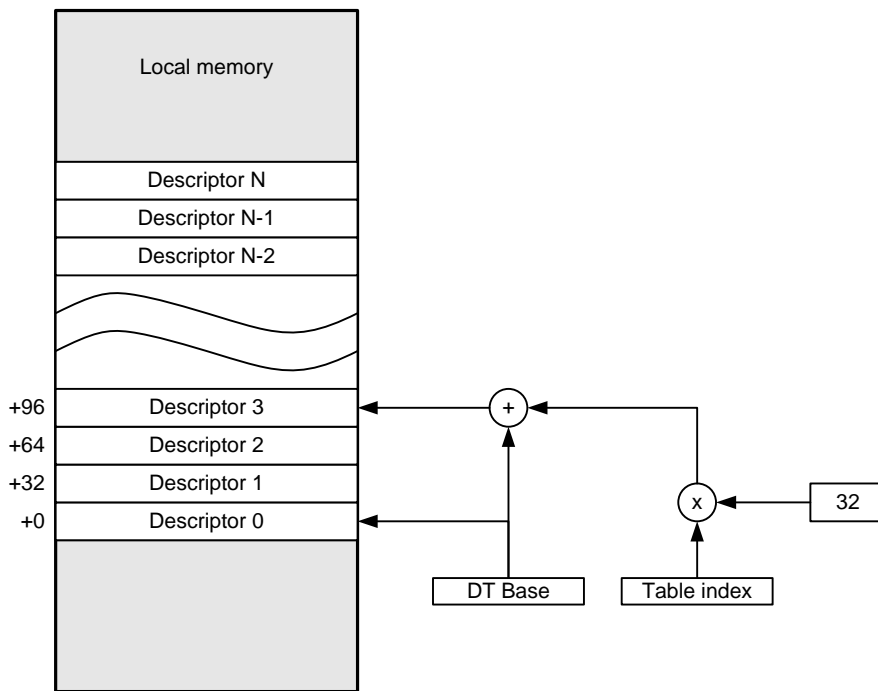 Local memory
Descriptor N
Descriptor N-1
Descriptor N-2
+96 Descriptor 3 +
+64 Descriptor 2
+32 Descriptor 1
x 32
+0 Descriptor 0
DT Base Table index